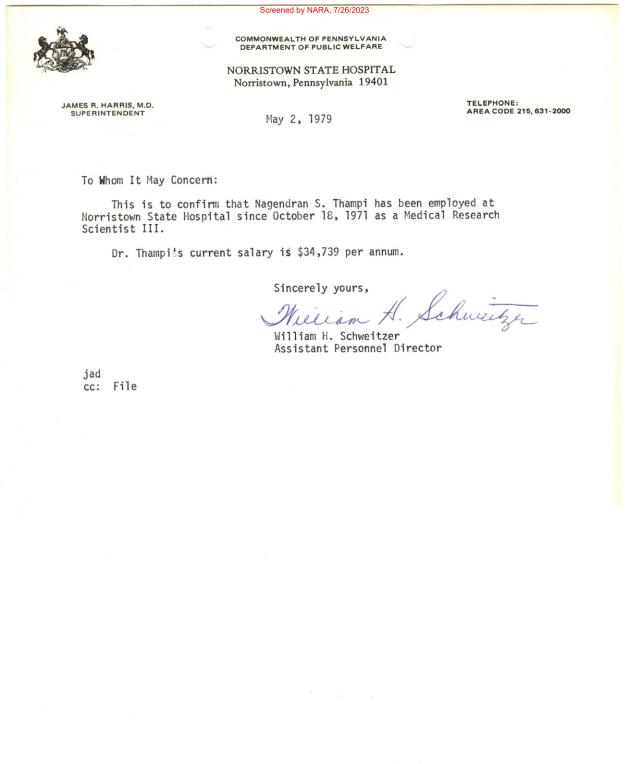 Screened by NARA, 7/26/2023
COMMONWEALTH OF PENNSYLVANIA
DEPARTMENT OF PUBLIC WELFARE
NORRISTOWN STATE HOSPITAL
Norristown, Pennsylvania 19401
JAMES R. HARRIS, M.D.
SUPERINTENDENT
TELEPHONE:
AREA CODE 215, 631-2000
May 2, 1979
To Whom It May Concern:
This is to confirm that Nagendran S. Thampi has been employed at
Norristown State Hospital since October 18, 1971 as a Medical Research
Scientist III.
Dr. Thampi's current salary is $34,739 per annum.
Sincerely yours,
William H. Schweitzer
William H. Schweitzer
Assistant Personnel Director
jad
cc: File